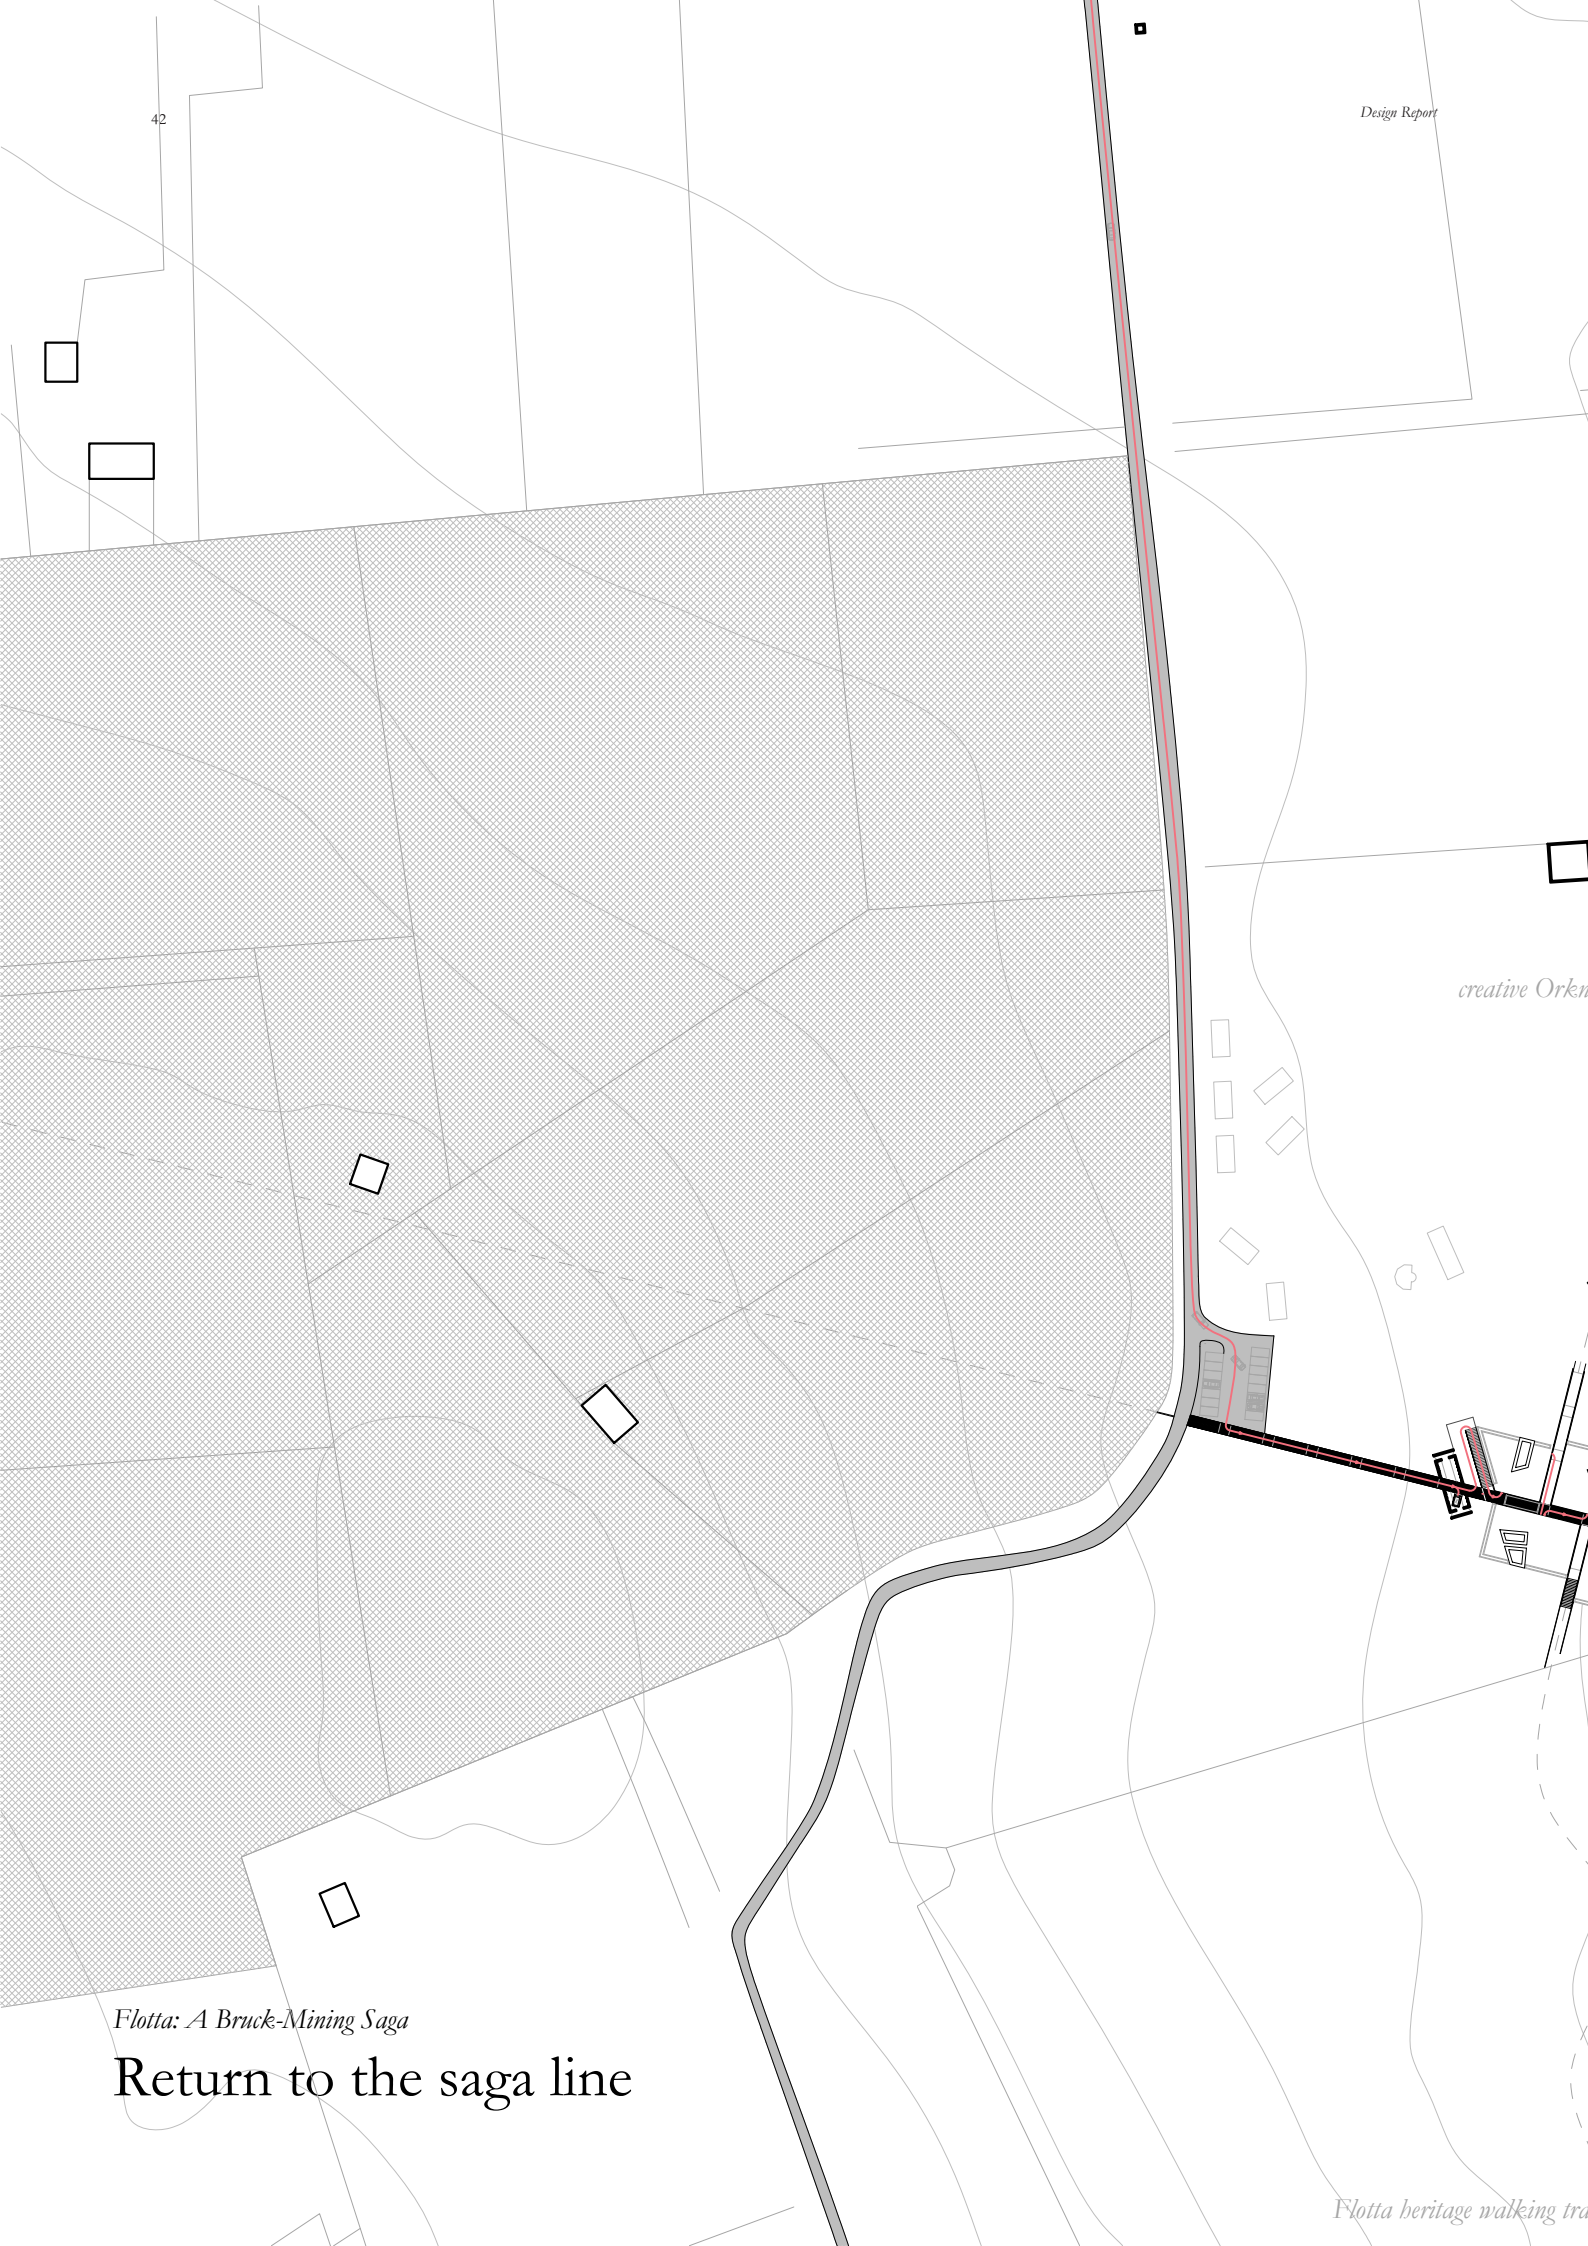 42
Design Report
creative Orkn
Flotta: A Bruck-Mining Saga
Return to the saga line
Flotta heritage walking tra